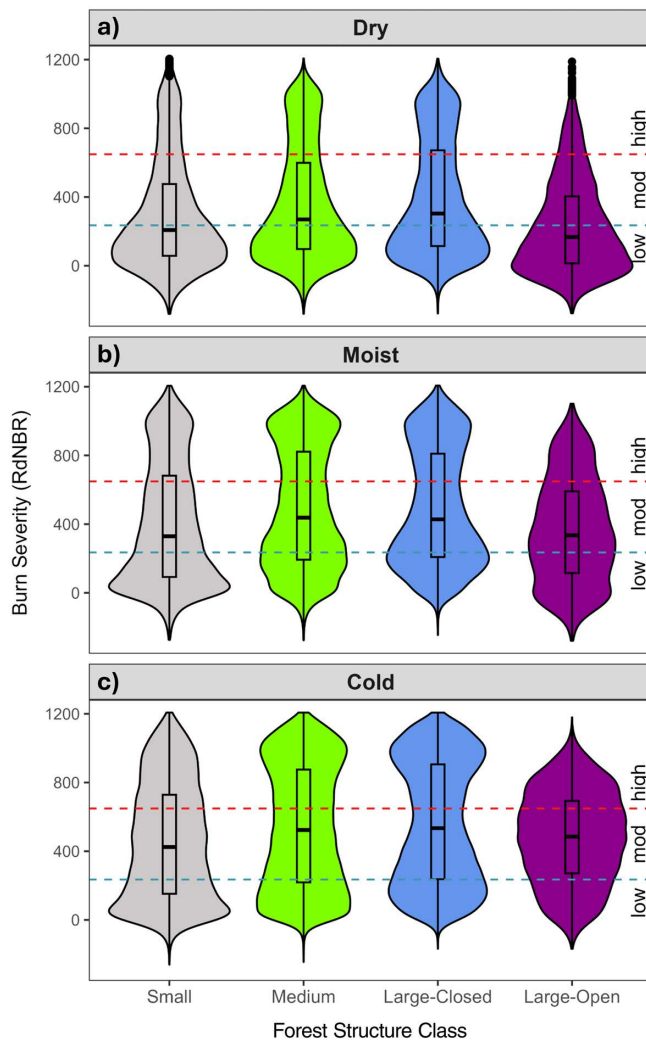 a) Dry
1200
800
400
0
high
mod
low
b) Moist
1200
800
400
0
high
mod
low
c) Cold
1200
800
400
0
high
mod
low
Burn Severity (RdNBR)
Small Medium Large-Closed Large-Open
Forest Structure Class